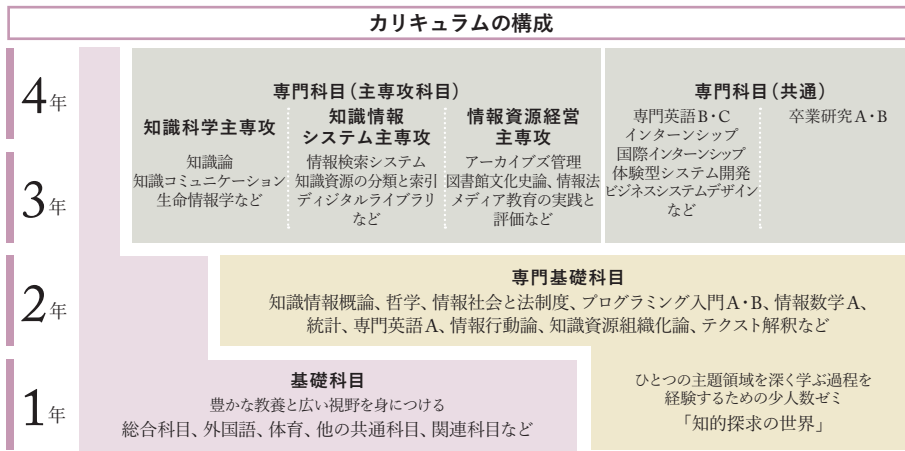 カリキュラムの構成
4年
専門科目（主専攻科目）
知識科学主専攻
知識論
知識コミュニケーション
生命情報学など
知識情報
システム主専攻
情報検索システム
知識資源の分類と索引
ディジタルライブラリ
など
情報資源経営
主専攻
アーカイブズ管理
図書館文化史論、情報法
メディア教育の実践と
評価など
専門科目（共通）
専門英語B・C
インターンシップ
国際インターンシップ
体験型システム開発
ビジネスシステムデザイン
など
卒業研究A・B
3年
2年
専門基礎科目
知識情報概論、哲学、情報社会と法制度、プログラミング入門A・B、情報数学A、
統計、専門英語A、情報行動論、知識資源組織化論、テクスト解釈など
1年
基礎科目
豊かな教養と広い視野を身につける
総合科目、外国語、体育、他の共通科目、関連科目など
ひとつの主題領域を深く学ぶ過程を
経験するための少人数ゼミ
「知的探求の世界」